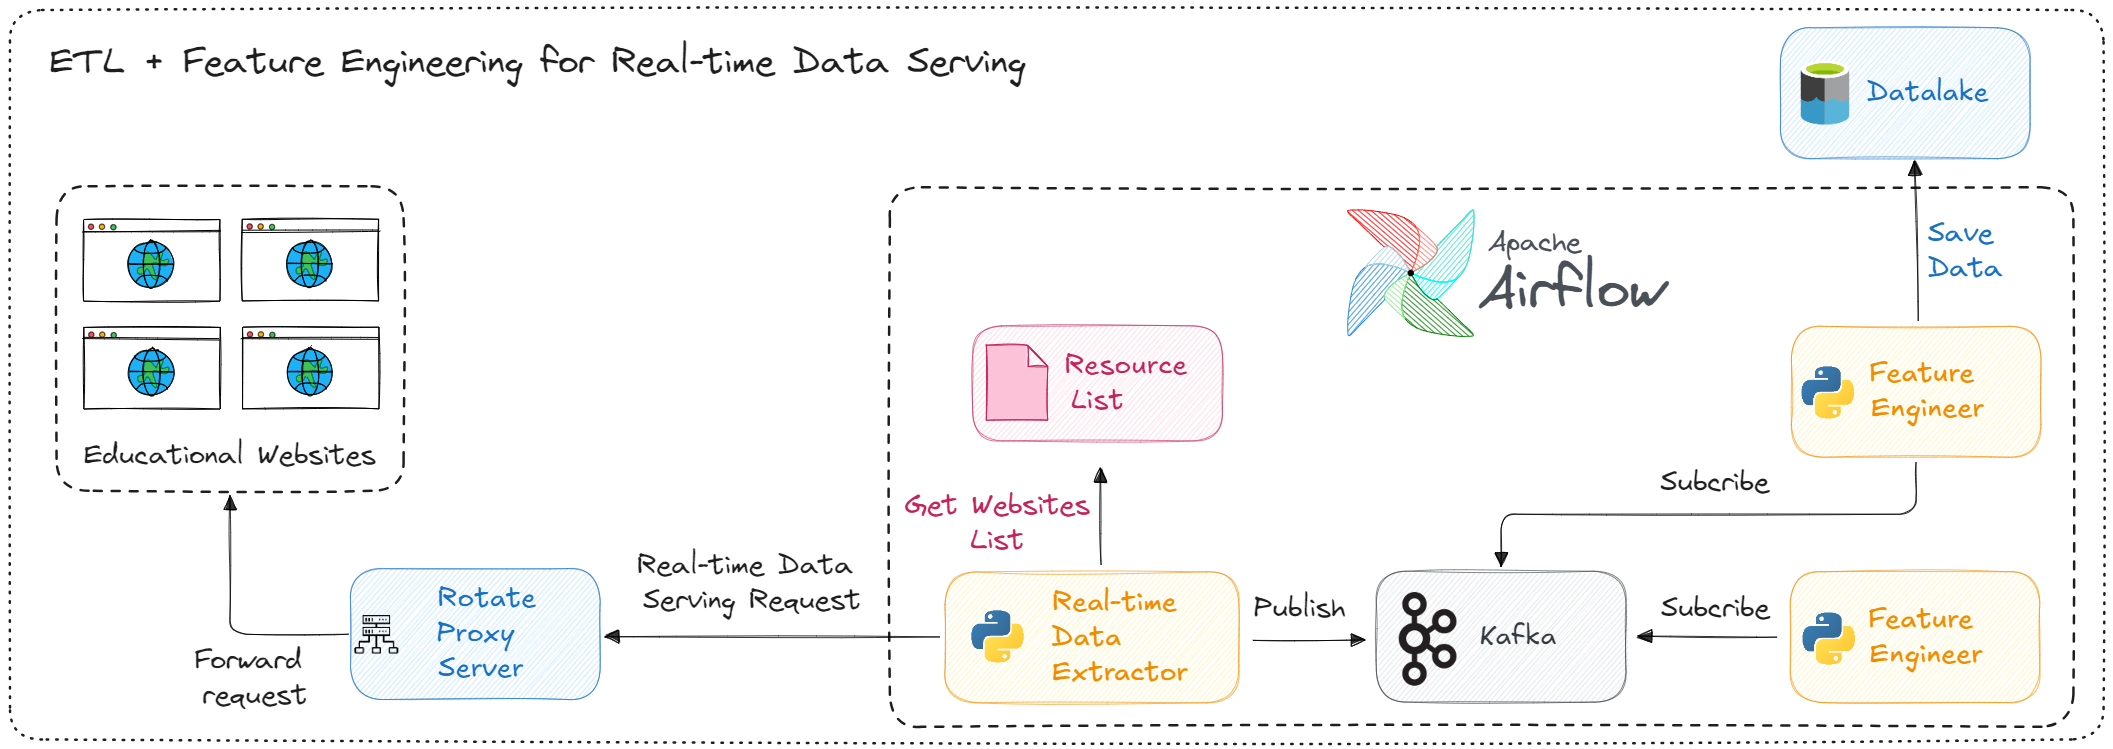 ETL + Feature Engineering for Real-time Data Serving
Datalake
Save
Data
Apache
Airflow
Educational Websites
Resource
List
Feature
Engineer
Get Websites
List
Subcribe
Real-time Data
Serving Request
Rotate
Proxy
Server
Forward
request
Real-time
Data
Extractor
Publish
Kafka
Subcribe
Feature
Engineer